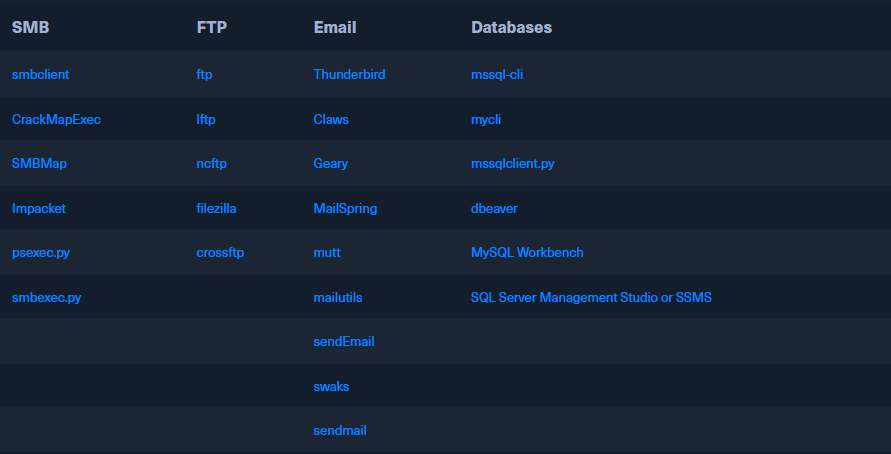 SMB FTP Email Databases
smbclient ftp Thunderbird mssql-cli
CrackMapExec lftp Claws mycli
SMBMap ncftp Geary mssqlclient.py
Impacket filezilla MailSpring dbeaver
psexec.py crossftp mutt MySQL Workbench
smbexec.py mailutils SQL Server Management Studio or SSMS
sendEmail
swaks
sendmail